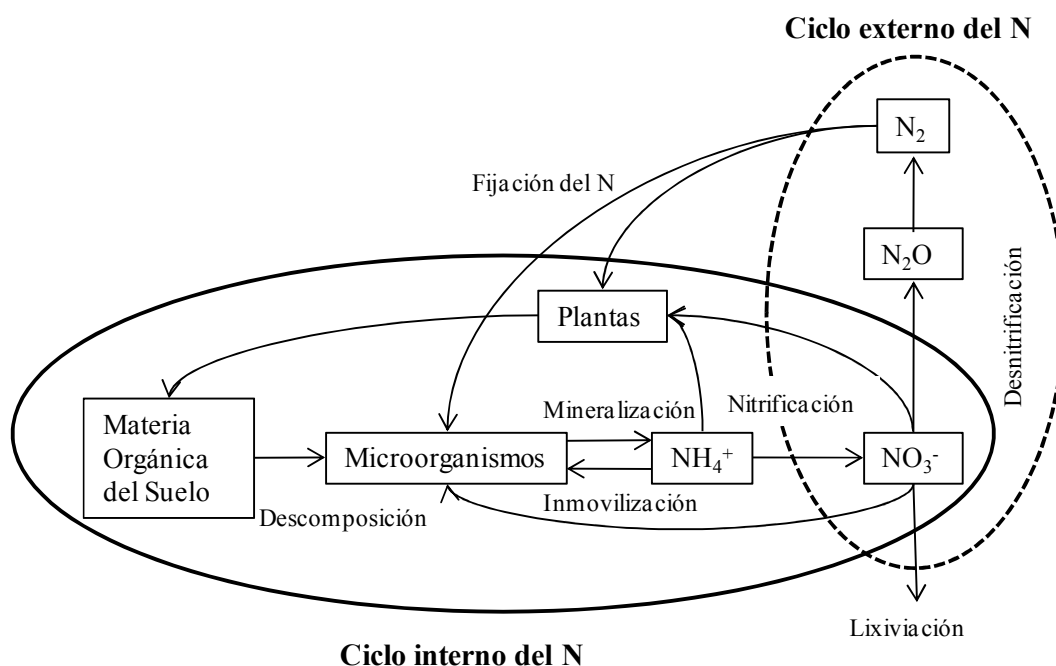 Ciclo externo del N
N₂
Fijación del N
N₂O
Desnitrificación
Plantas
Mineralización
Nitrificación
Materia
Orgánica
del Suelo
Microorganismos
NH₄⁺
NO₃⁻
Descomposición
Inmovilización
Lixiviación
Ciclo interno del N